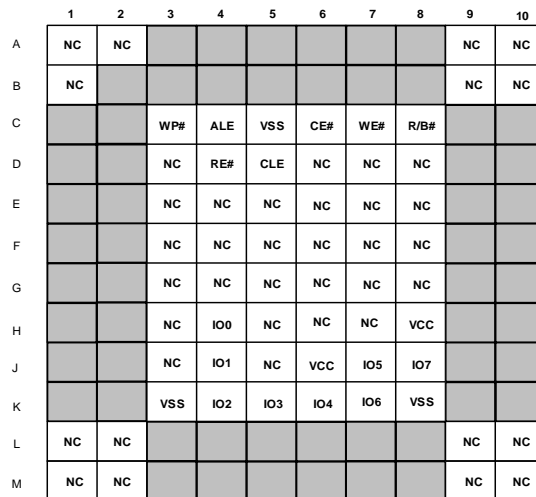 1 2 3 4 5 6 7 8 9 10
A NC NC NC NC
B NC NC NC
C WP# ALE VSS CE# WE# R/B#
D NC RE# CLE NC NC NC
E NC NC NC NC NC NC
F NC NC NC NC NC NC
G NC NC NC NC NC NC
H NC IO0 NC NC NC VCC
J NC IO1 NC VCC IO5 IO7
K VSS IO2 IO3 IO4 IO6 VSS
L NC NC NC NC
M NC NC NC NC